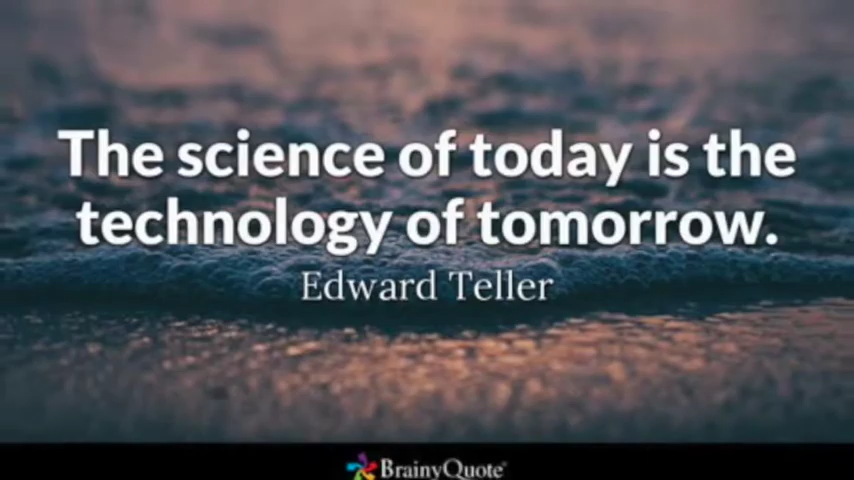 The science of today is the
technology of tomorrow.
Edward Teller
BrainyQuote®